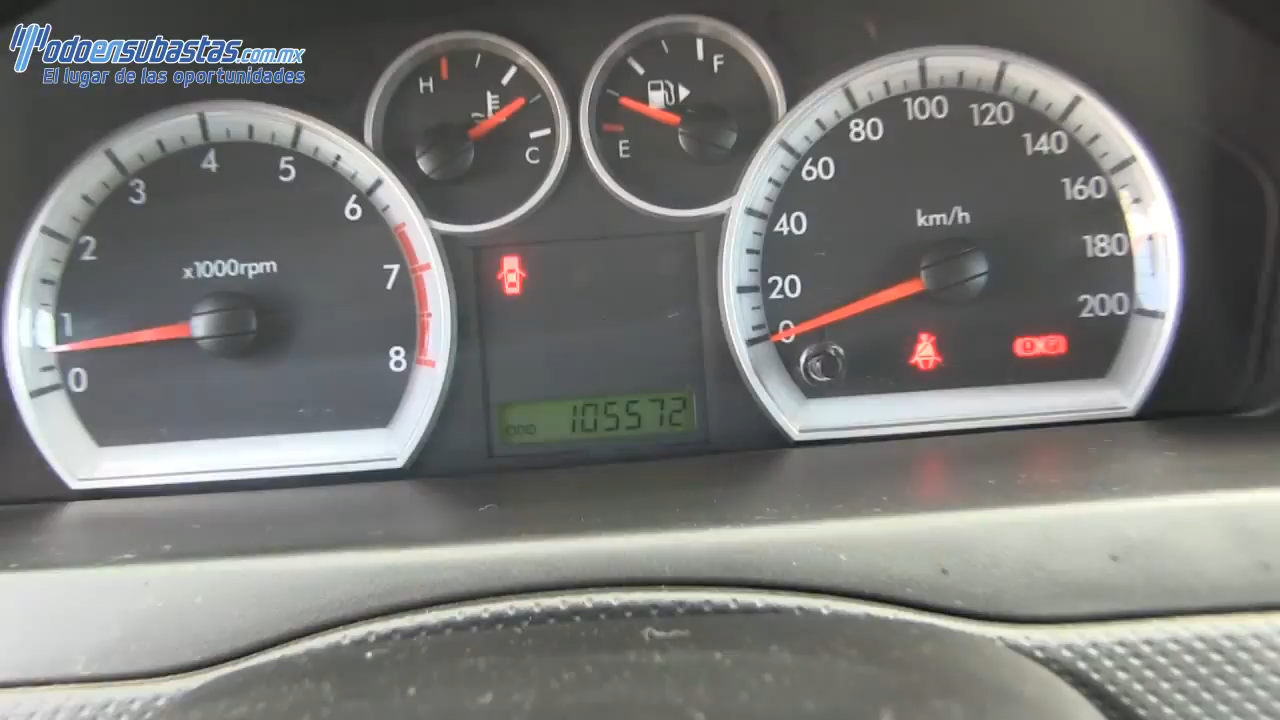 Todoensubastas.com.mx
El lugar de las oportunidades
H
C
F
E
0
1
2
3
4
5
6
7
8
x1000rpm
0
20
40
60
80
100
120
140
160
180
200
km/h
ODO 105572